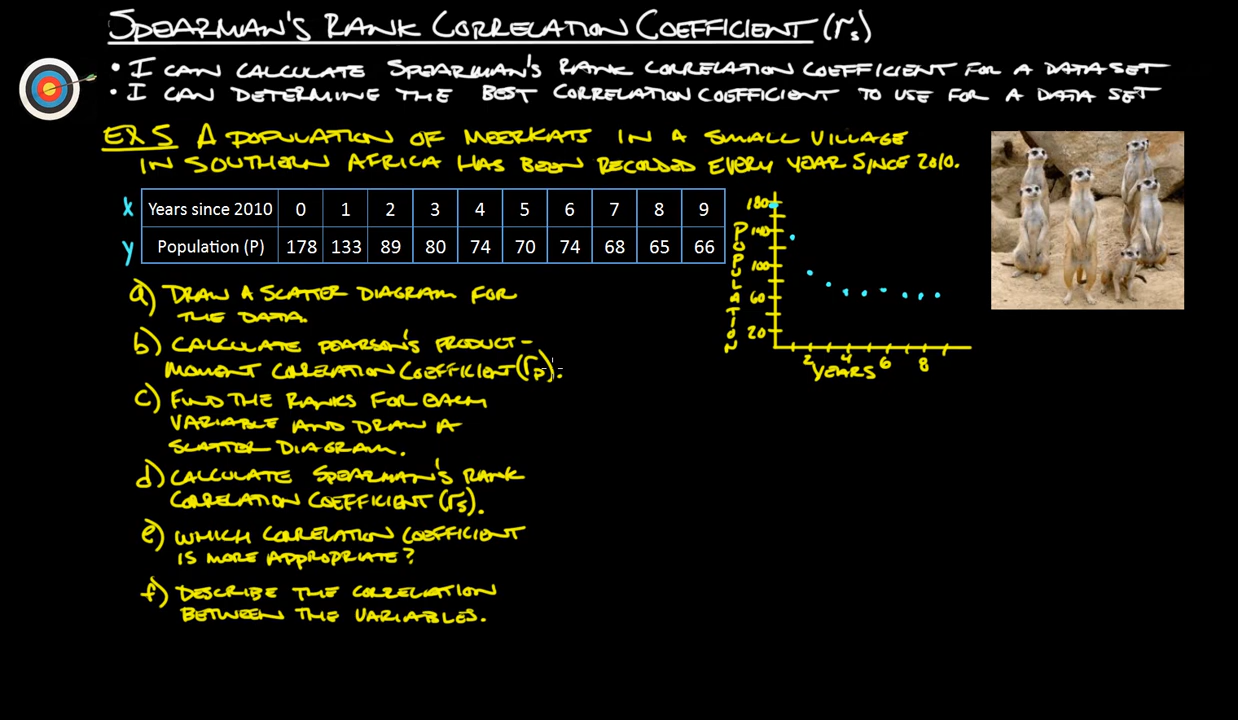 SPEARMAN'S RANK CORRELATION COEFFICIENT (rs)
• I CAN CALCULATE SPEARMAN'S RANK CORRELATION COEFFICIENT FOR A DATA SET
• I CAN DETERMINE THE BEST CORRELATION COEFFICIENT TO USE FOR A DATA SET
EX 5 A POPULATION OF MEERKATS IN A SMALL VILLAGE
IN SOUTHERN AFRICA HAS BEEN RECORDED EVERY YEAR SINCE 2010.
x Years since 2010 0 1 2 3 4 5 6 7 8 9
y Population (P) 178 133 89 80 74 70 74 68 65 66
a) DRAW A SCATTER DIAGRAM FOR
THE DATA.
b) CALCULATE PEARSON'S PRODUCT-
MOMENT CORRELATION COEFFICIENT (rp).
c) FIND THE RANKS FOR EACH
VARIABLE AND DRAW A
SCATTER DIAGRAM.
d) CALCULATE SPEARMAN'S RANK
CORRELATION COEFFICIENT (rs).
e) WHICH CORRELATION COEFFICIENT
IS MORE APPROPRIATE?
f) DESCRIBE THE CORRELATION
BETWEEN THE VARIABLES.
POPULATION
180
140
100
60
20
2 4 6 8
YEARS